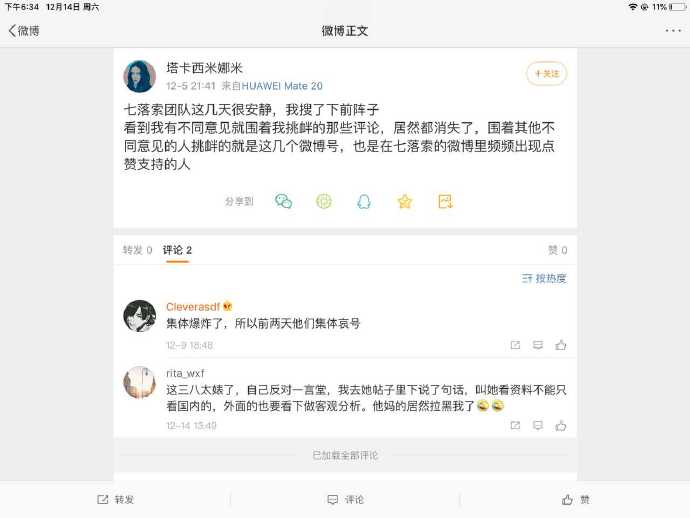 下午6:34 12月14日 周六
11%
微博
微博正文
塔卡西米娜米
12-5 21:41 来自HUAWEI Mate 20
+关注
七落索团队这几天很安静，我搜了下前阵子
看到我有不同意见就围着我挑衅的那些评论，居然都消失了，围着其他不
同意见的人挑衅的就是这几个微博号，也是在七落索的微博里频频出现点
赞支持的人
分享到
转发 0 评论 2 赞 0
按热度
Cleverasdf
集体爆炸了，所以前两天他们集体哀号
12-9 18:48
rita_wxf
这三八太婊了，自己反对一言堂，我去她帖子里下说了句话，叫她看资料不能只
看国内的，外面的也要看下做客观分析。他妈的居然拉黑我了😂😂
12-14 13:49
已加载全部评论
转发 评论 赞